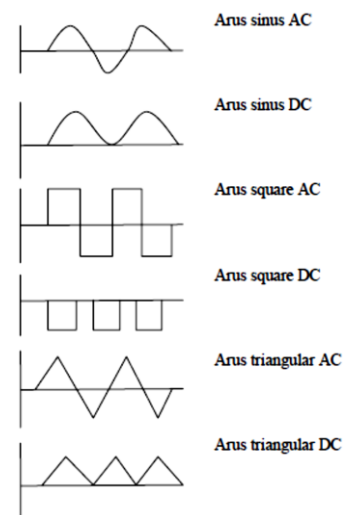 Arus sinus AC
Arus sinus DC
Arus square AC
Arus square DC
Arus triangular AC
Arus triangular DC